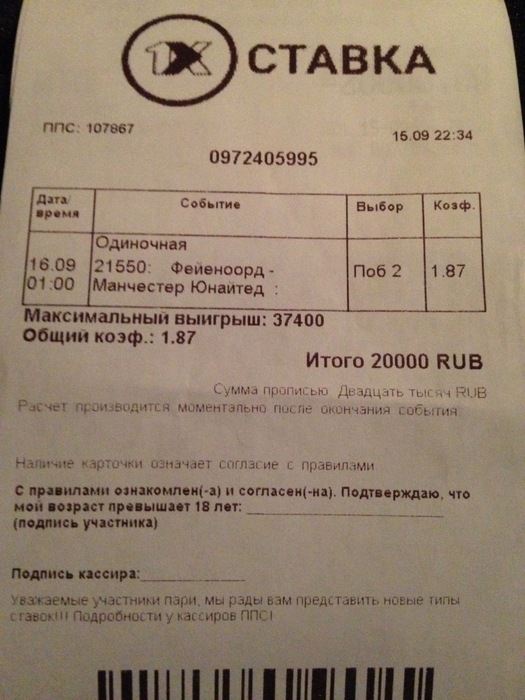 1X СТАВКА
ППС: 107867
15.09 22:34
0972405995
Дата/время Событие Выбор Коэф.
Одиночная
16.09 21550: Фейеноорд - Поб 2 1.87
01:00 Манчестер Юнайтед :
Максимальный выигрыш: 37400
Общий коэф.: 1.87
Итого 20000 RUB
Сумма прописью Двадцать тысяч RUB
Расчет производится моментально после окончания события
Наличие карточки означает согласие с правилами
С правилами ознакомлен(-а) и согласен(-на). Подтверждаю, что
мой возраст превышает 18 лет: ____________________
(подпись участника)
Подпись кассира:____________
Уважаемые участники пари, мы рады вам представить новые типы
ставок!!! Подробности у кассиров ППС!